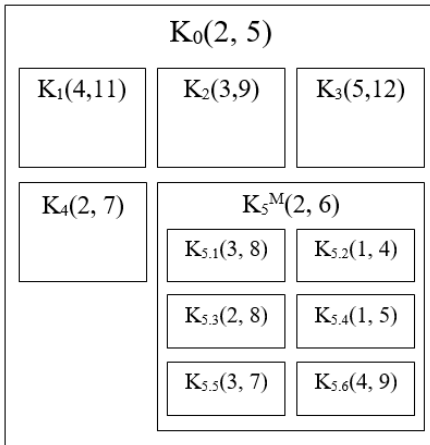 K₀(2, 5)
K₁(4,11) K₂(3,9) K₃(5,12)
K₄(2, 7) K₅ᴹ(2, 6)
K₅.₁(3, 8) K₅.₂(1, 4)
K₅.₃(2, 8) K₅.₄(1, 5)
K₅.₅(3, 7) K₅.₆(4, 9)